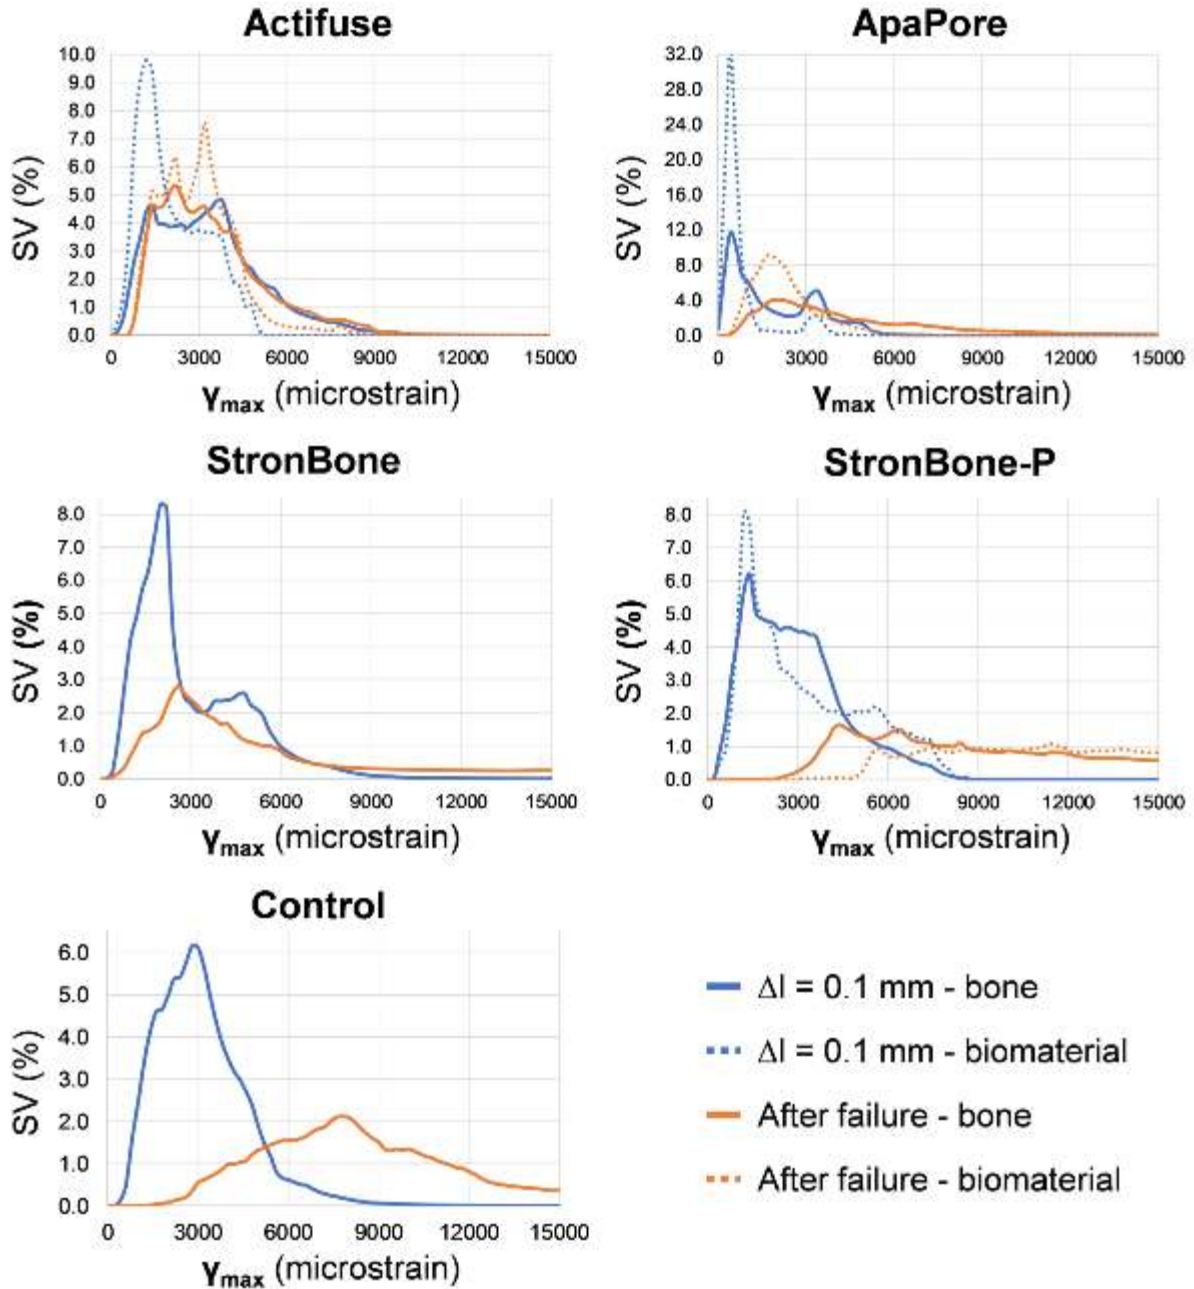 Actifuse
SV (%)
10.0
9.0
8.0
7.0
6.0
5.0
4.0
3.0
2.0
1.0
0.0
0 3000 6000 9000 12000 15000
γmax (microstrain)
ApaPore
SV (%)
32.0
28.0
24.0
20.0
16.0
12.0
8.0
4.0
0.0
0 3000 6000 9000 12000 15000
γmax (microstrain)
StronBone
SV (%)
8.0
7.0
6.0
5.0
4.0
3.0
2.0
1.0
0.0
0 3000 6000 9000 12000 15000
γmax (microstrain)
StronBone-P
SV (%)
8.0
7.0
6.0
5.0
4.0
3.0
2.0
1.0
0.0
0 3000 6000 9000 12000 15000
γmax (microstrain)
Control
SV (%)
6.0
5.0
4.0
3.0
2.0
1.0
0.0
0 3000 6000 9000 12000 15000
γmax (microstrain)
Δl = 0.1 mm - bone
Δl = 0.1 mm - biomaterial
After failure - bone
After failure - biomaterial